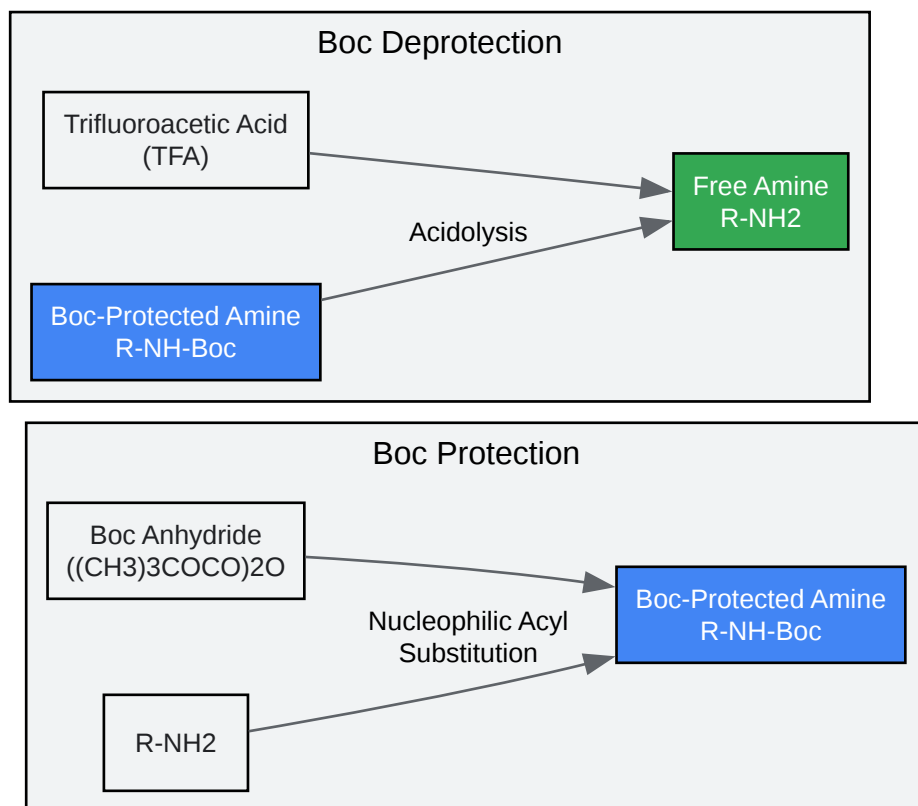 Boc Deprotection
Trifluoroacetic Acid
(TFA)
Free Amine
R-NH2
Acidolysis
Boc-Protected Amine
R-NH-Boc
Boc Protection
Boc Anhydride
((CH3)3COCO)2O
Boc-Protected Amine
R-NH-Boc
Nucleophilic Acyl
Substitution
R-NH2